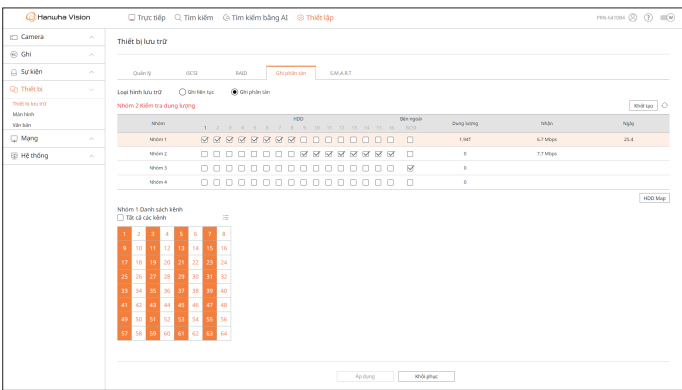 Hanwha Vision Trực tiếp Tìm kiếm Tìm kiếm bằng AI Thiết lập
Camera
Ghi
Sự kiện
Thiết bị
Thiết bị lưu trữ
Màn hình
Văn bản
Mạng
Hệ thống
Thiết bị lưu trữ
Quản lý iSCSI RAID Ghi phân tán S.M.A.R.T
Loại hình lưu trữ Ghi liên tục Ghi phân tán
Nhóm 2 Kiểm tra dung lượng Khởi tạo
Nhóm HDD Bên ngoài Dung lượng Nhận Ngày
1 2 3 4 5 6 7 8 9 10 11 12 13 14 15 16 iSCSI
Nhóm 1 1.94T 6.7 Mbps 25.4
Nhóm 2 0 7.7 Mbps
Nhóm 3 0
Nhóm 4 0
HDD Map
Nhóm 1 Danh sách kênh
Tất cả các kênh
1 2 3 4 5 6 7 8
9 10 11 12 13 14 15 16
17 18 19 20 21 22 23 24
25 26 27 28 29 30 31 32
33 34 35 36 37 38 39 40
41 42 43 44 45 46 47 48
49 50 51 52 53 54 55 56
57 58 59 60 61 62 63 64
Áp dụng Khôi phục